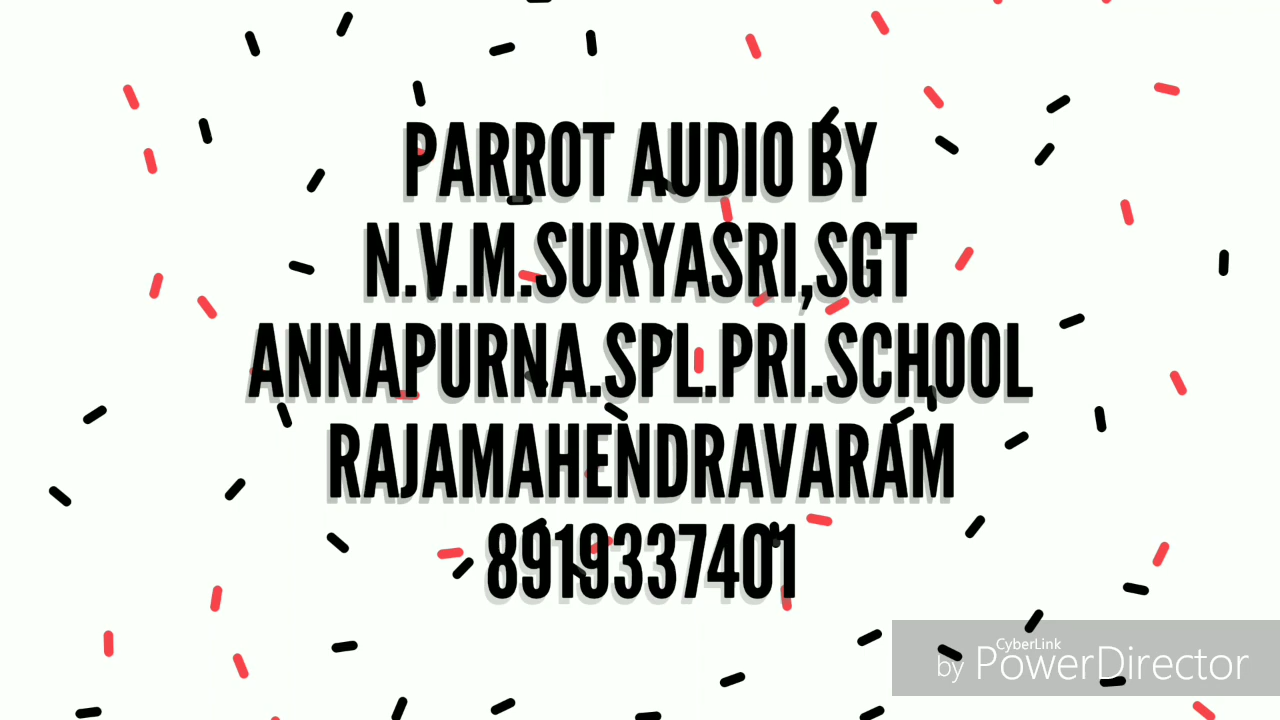 PARROT AUDIO BY
N.V.M.SURYASRI,SGT
ANNAPURNA.SPL.PRI.SCHOOL
RAJAMAHENDRAVARAM
8919337401
CyberLink
by PowerDirector